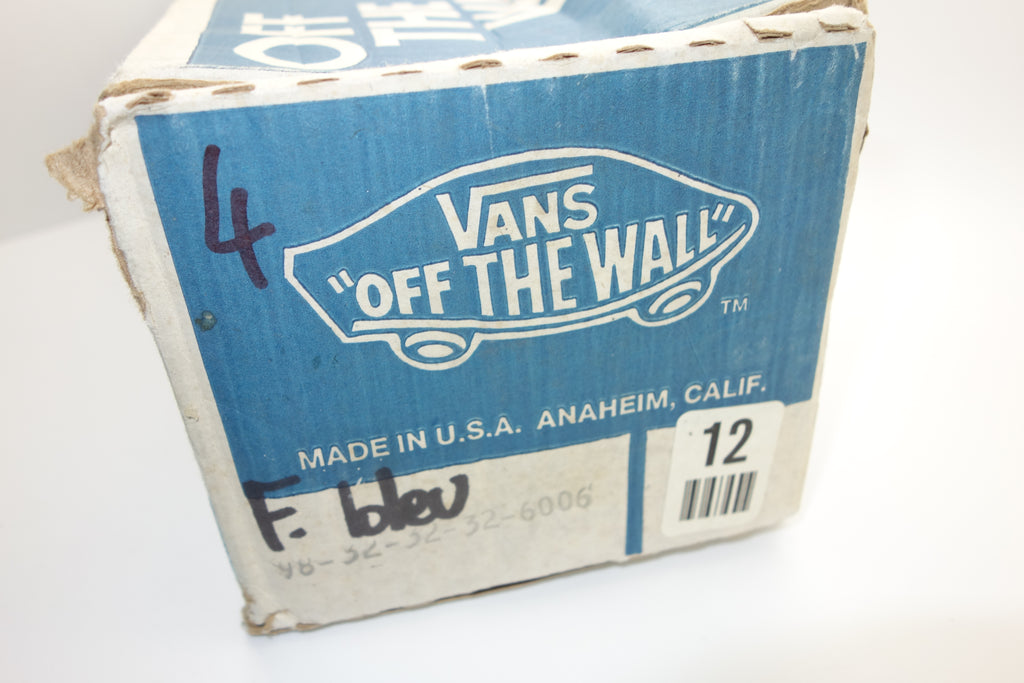 OFF
THE
4
VANS
"OFF THE WALL"
TM
MADE IN U.S.A. ANAHEIM, CALIF.
12
F. bleu
98-32-32-32-6006